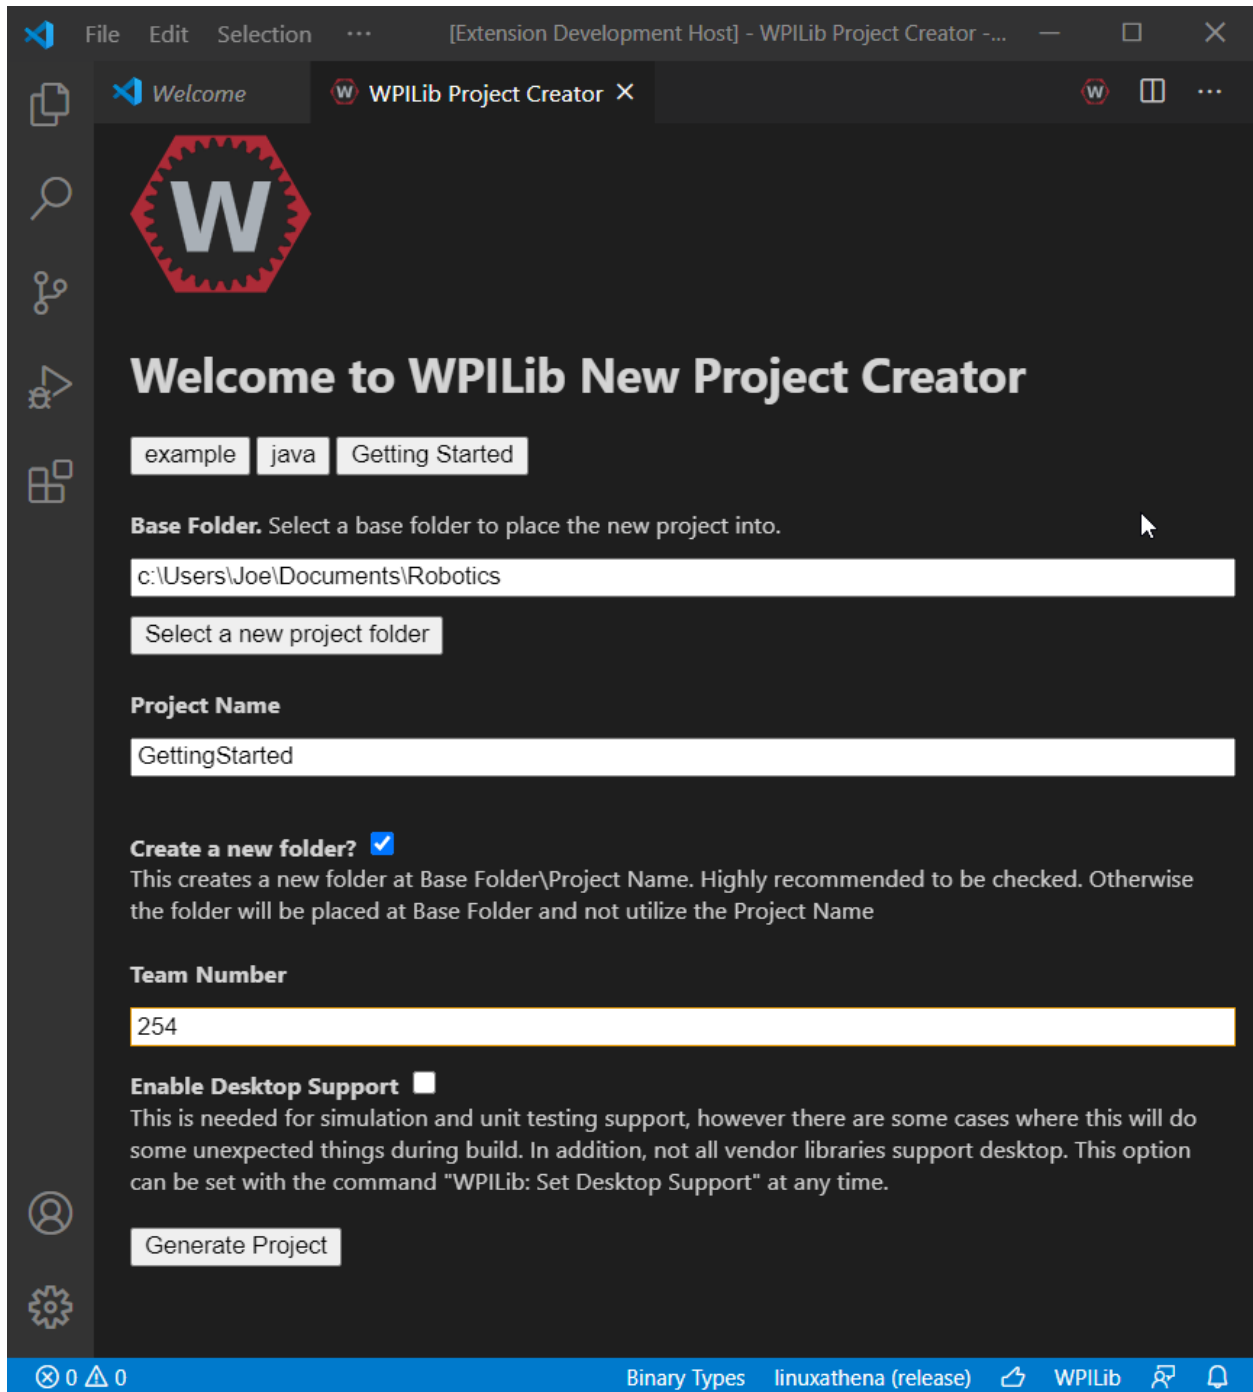 File Edit Selection ··· [Extension Development Host] - WPILib Project Creator -...
Welcome WPILib Project Creator W ···
W
Welcome to WPILib New Project Creator
example java Getting Started
Base Folder. Select a base folder to place the new project into.
c:\Users\Joe\Documents\Robotics
Select a new project folder
Project Name
GettingStarted
Create a new folder?
This creates a new folder at Base Folder\Project Name. Highly recommended to be checked. Otherwise
the folder will be placed at Base Folder and not utilize the Project Name
Team Number
254
Enable Desktop Support
This is needed for simulation and unit testing support, however there are some cases where this will do
some unexpected things during build. In addition, not all vendor libraries support desktop. This option
can be set with the command "WPILib: Set Desktop Support" at any time.
Generate Project
0 0 Binary Types linuxathena (release) WPILib